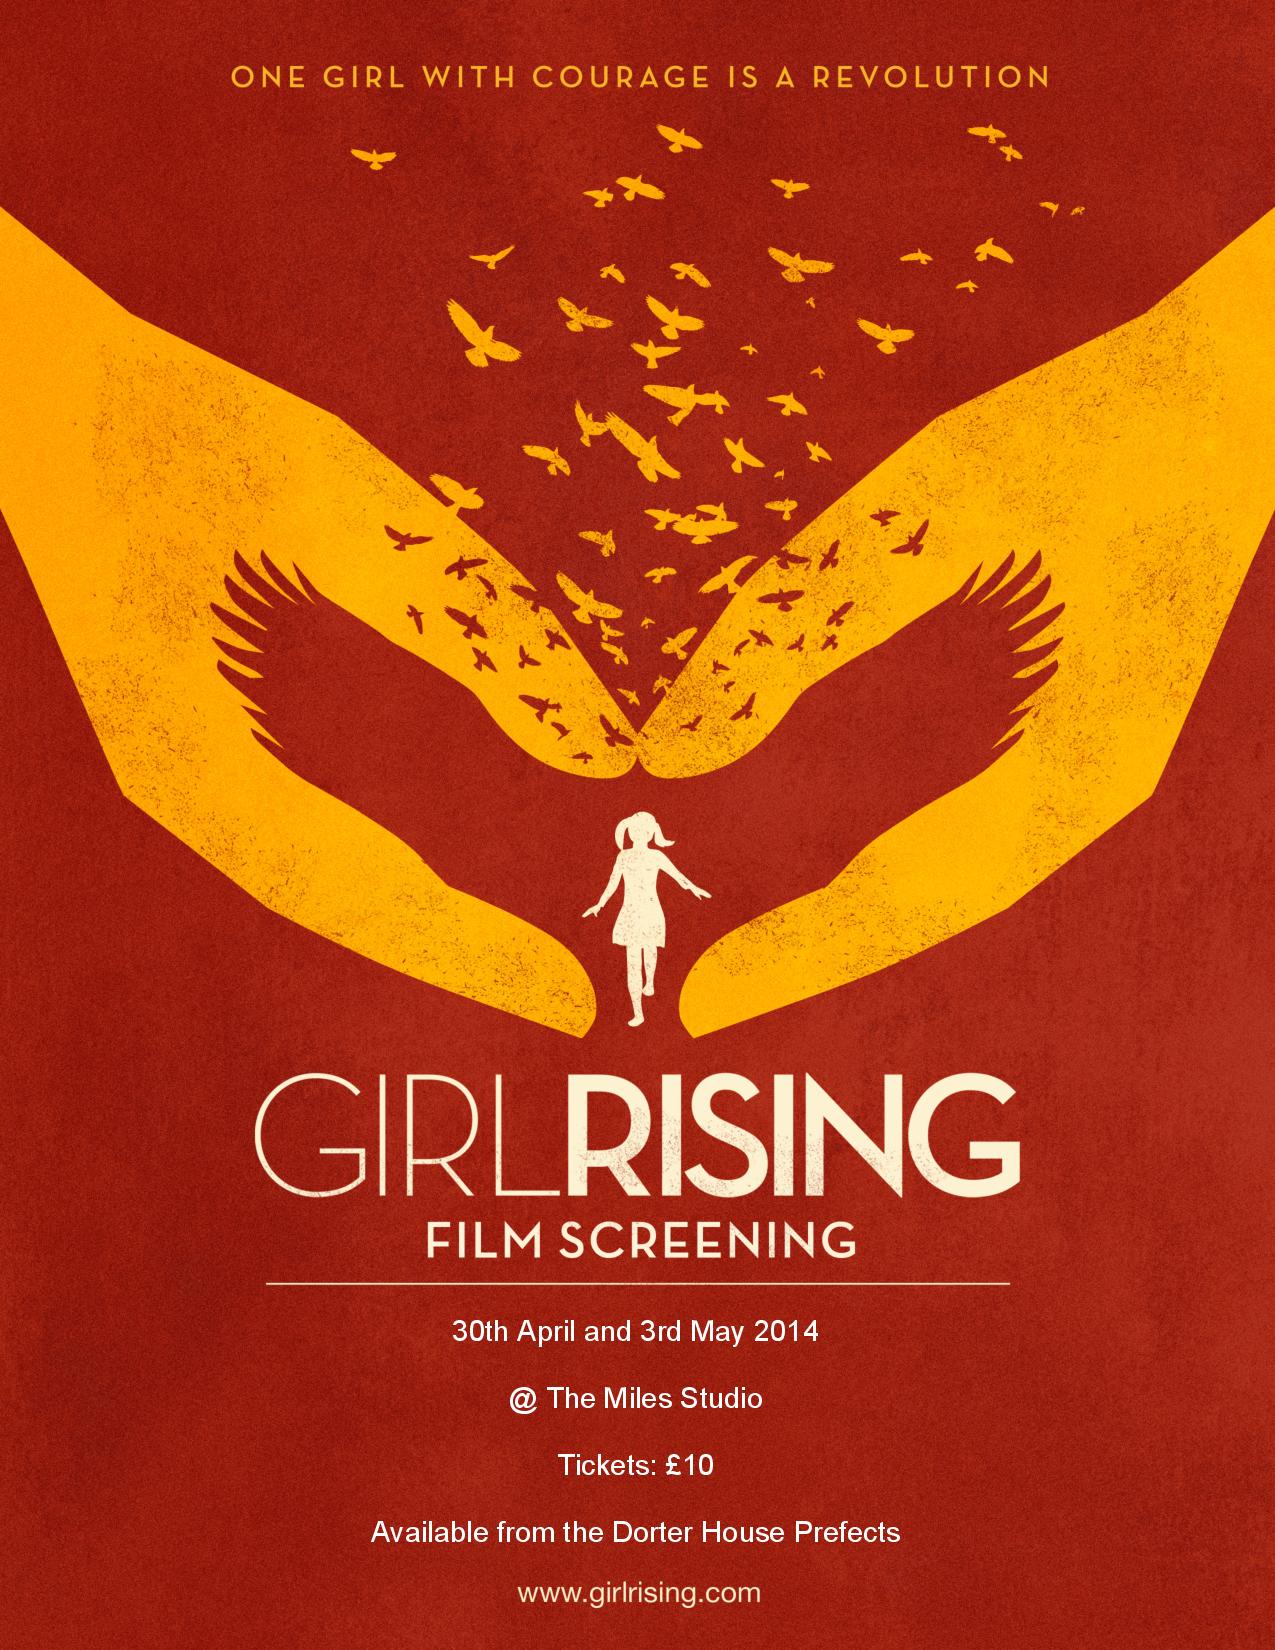 ONE GIRL WITH COURAGE IS A REVOLUTION
GIRLRISING
FILM SCREENING
30th April and 3rd May 2014
@ The Miles Studio
Tickets: £10
Available from the Dorter House Prefects
www.girlrising.com